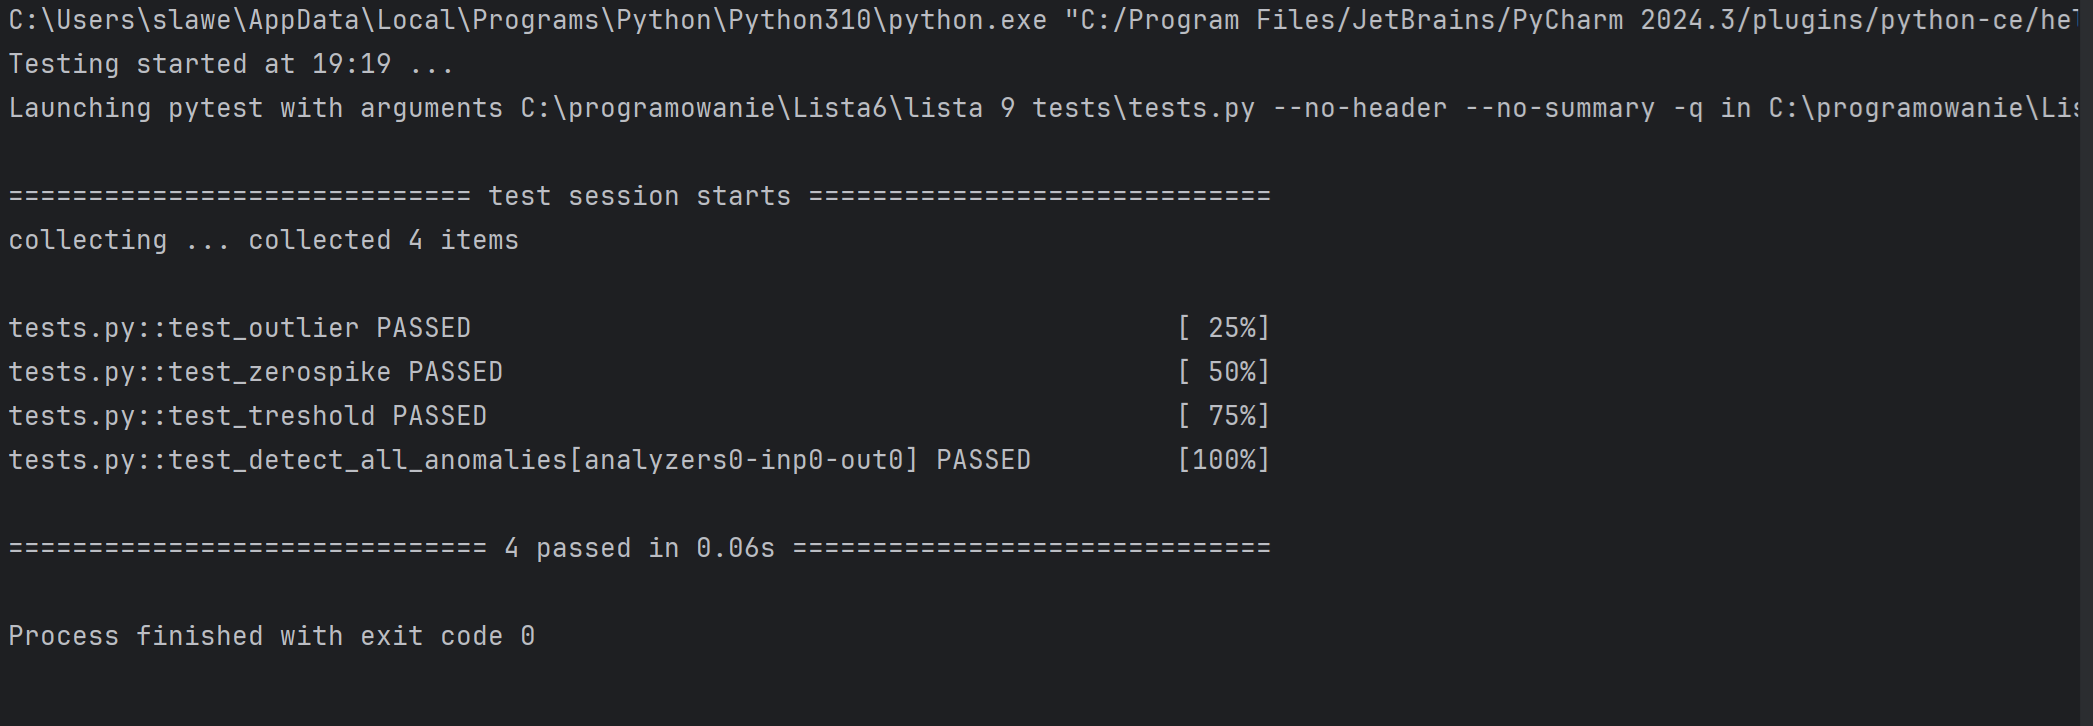 C:\Users\slawe\AppData\Local\Programs\Python\Python310\python.exe "C:/Program Files/JetBrains/PyCharm 2024.3/plugins/python-ce/hel
Testing started at 19:19 ...
Launching pytest with arguments C:\programowanie\Lista6\lista 9 tests\tests.py --no-header --no-summary -q in C:\programowanie\Lis
============================= test session starts =============================
collecting ... collected 4 items
tests.py::test_outlier PASSED                                            [ 25%]
tests.py::test_zerospike PASSED                                          [ 50%]
tests.py::test_treshold PASSED                                           [ 75%]
tests.py::test_detect_all_anomalies[analyzers0-inp0-out0] PASSED         [100%]
============================== 4 passed in 0.06s ==============================
Process finished with exit code 0